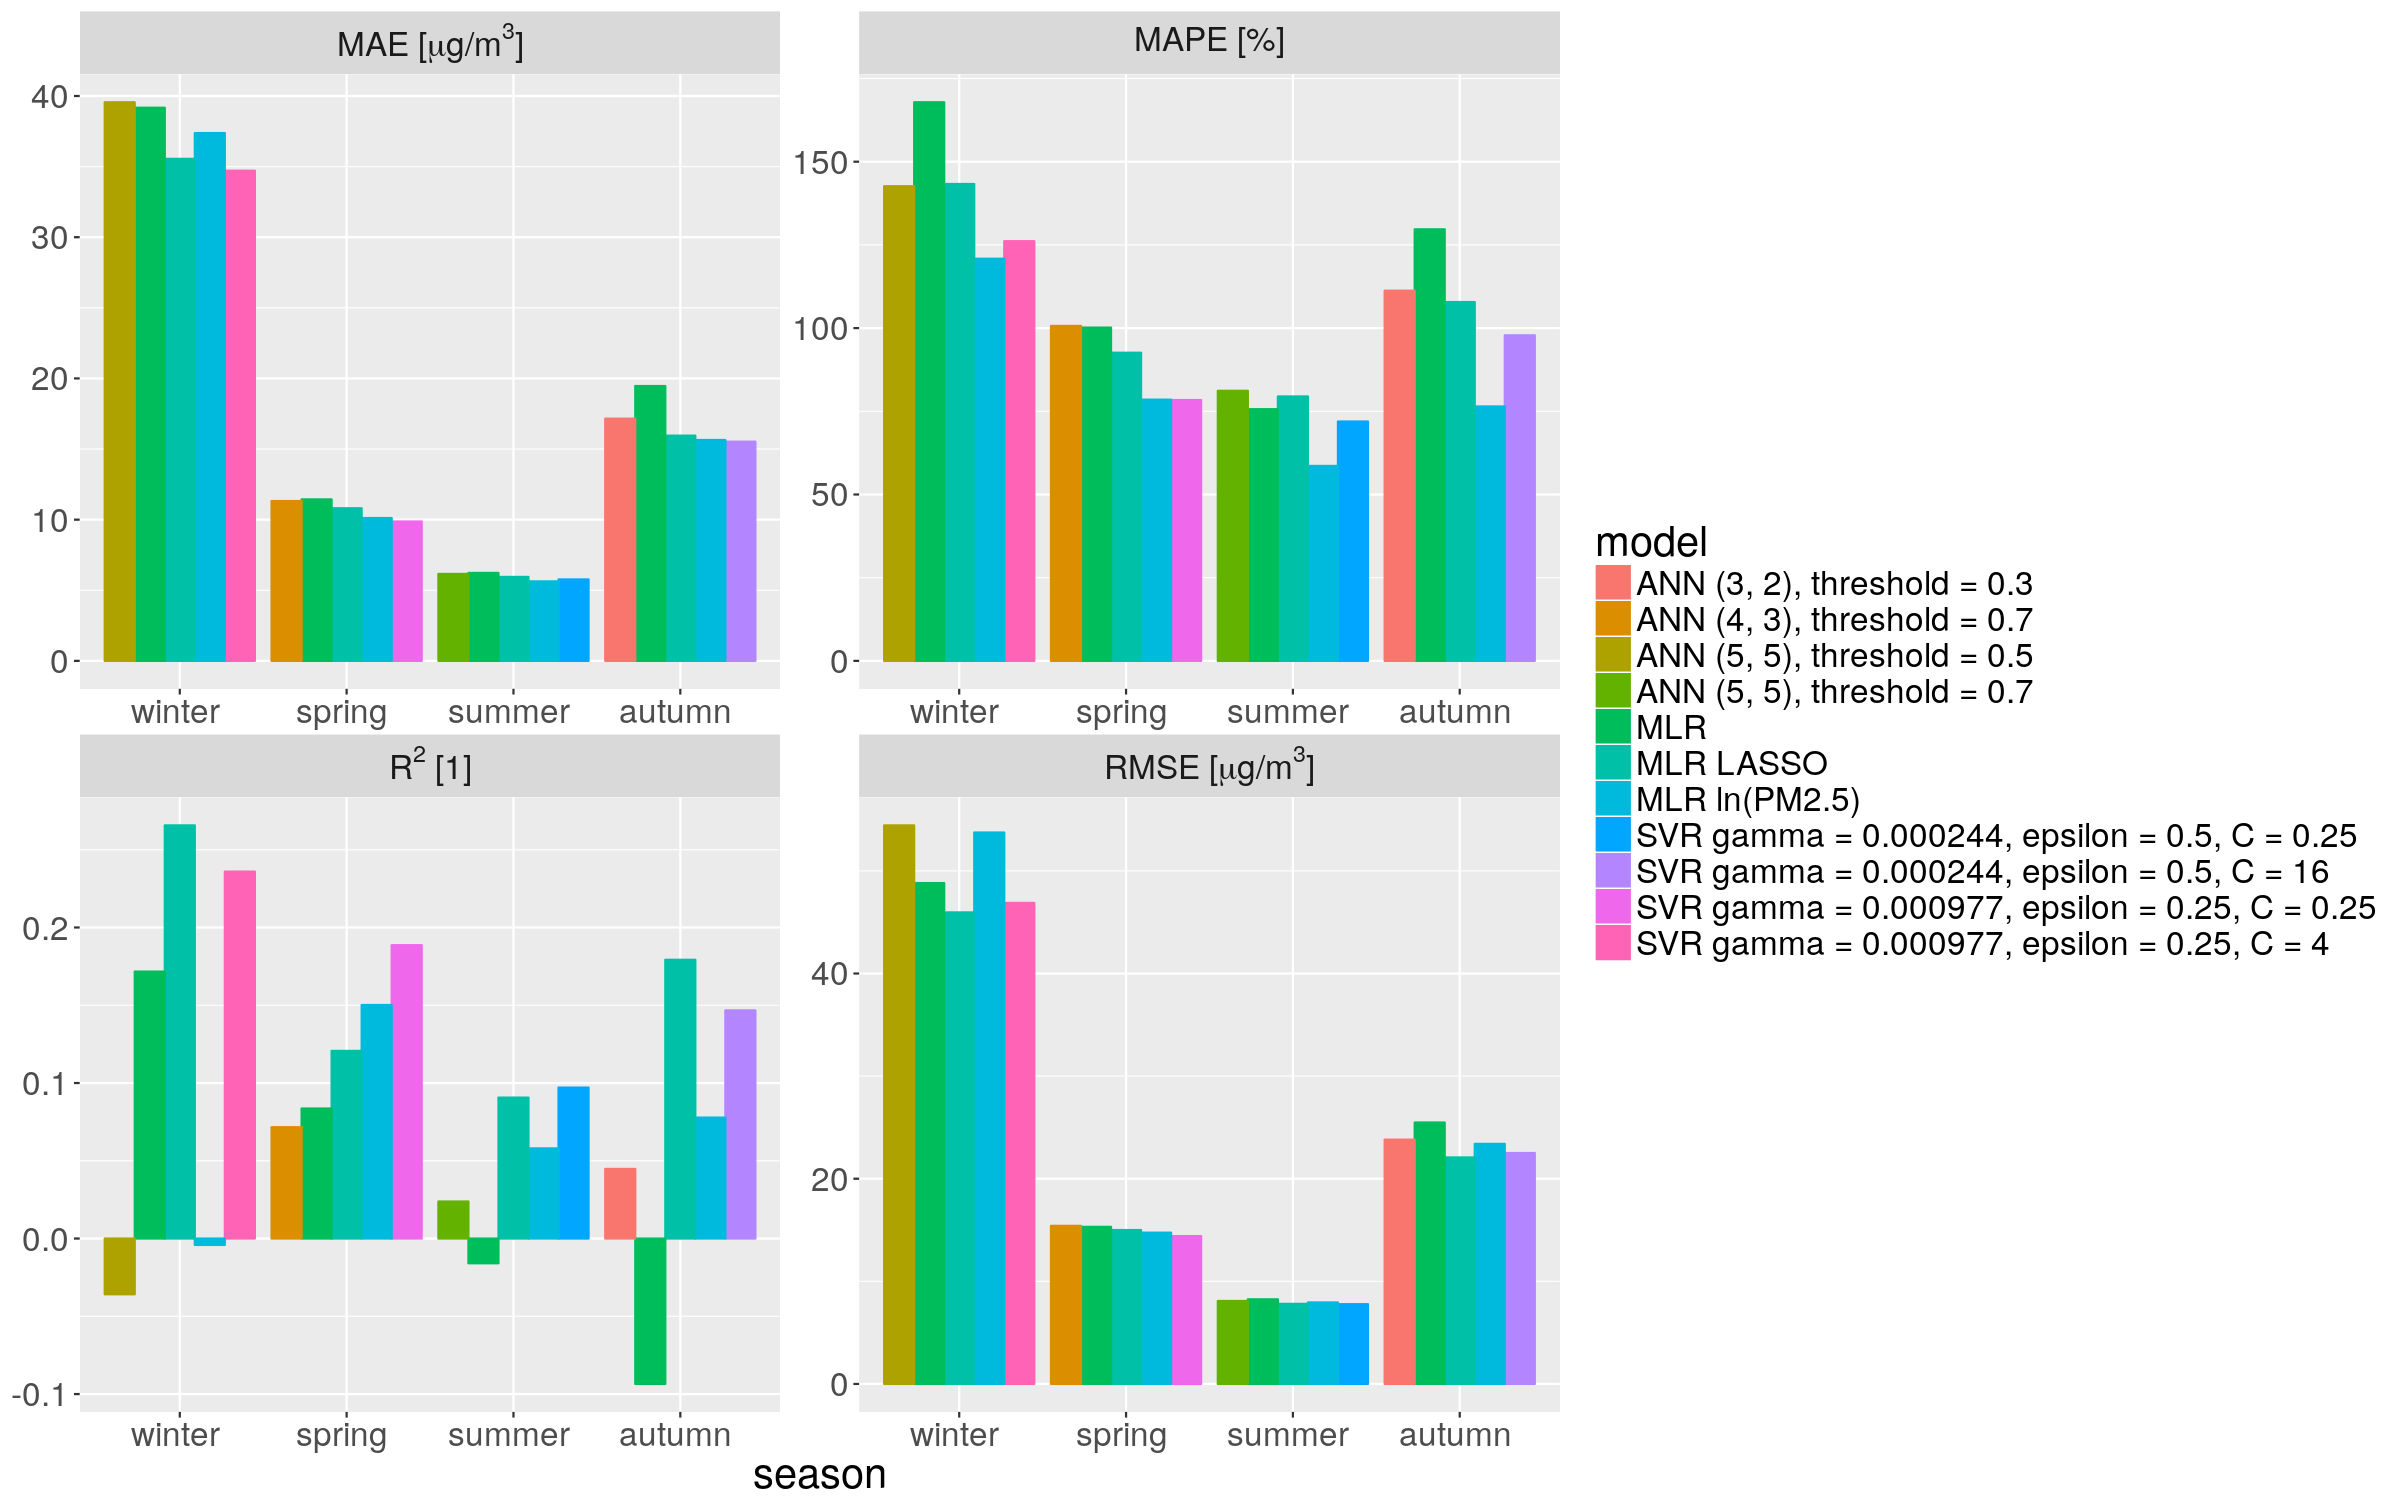 MAE [μg/m³]
40
30
20
10
0
winter spring summer autumn
MAPE [%]
150
100
50
0
winter spring summer autumn
R² [1]
0.2
0.1
0.0
-0.1
winter spring summer autumn
RMSE [μg/m³]
40
20
0
winter spring summer autumn
season
model
ANN (3, 2), threshold = 0.3
ANN (4, 3), threshold = 0.7
ANN (5, 5), threshold = 0.5
ANN (5, 5), threshold = 0.7
MLR
MLR LASSO
MLR ln(PM2.5)
SVR gamma = 0.000244, epsilon = 0.5, C = 0.25
SVR gamma = 0.000244, epsilon = 0.5, C = 16
SVR gamma = 0.000977, epsilon = 0.25, C = 0.25
SVR gamma = 0.000977, epsilon = 0.25, C = 4